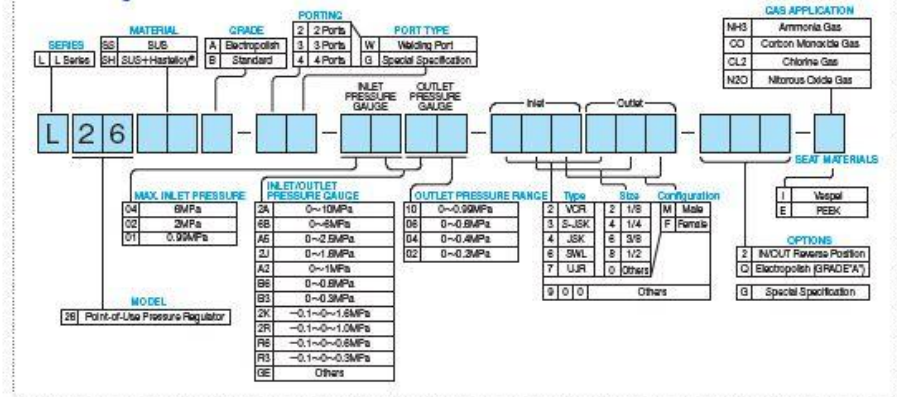 PORTING
GAS APPLICATION
MATERIAL
GRADE
2 2 Ports
PORT TYPE
NH3 Ammonia Gas
SERIES
SS SUS
A Electropolish
3 3 Ports
W Welding Port
CO Corbon Monoxide Gas
L L Series
SH SUS+Hastelloy®
B Standard
4 4 Ports
G Special Specification
CL2 Chlorine Gas
N2O Nitorous Oxide Gas
INLET PRESSURE GAUGE
OUTLET PRESSURE GAUGE
Inlet
Outlet
L 2 6 - - - - -
SEAT MATERIALS
I Vespel
E PEEK
MAX. INLET PRESSURE
04 6MPa
02 2MPa
01 0.99MPa
INLET/OUTLET
PRESSURE GAUGE
2A 0~10MPa
6B 0~6MPa
A5 0~2.5MPa
2J 0~1.6MPa
A2 0~1MPa
B6 0~0.6MPa
B3 0~0.3MPa
2K −0.1~0~1.6MPa
2R −0.1~0~1.0MPa
R6 −0.1~0~0.6MPa
R3 −0.1~0~0.3MPa
GE Others
OUTLET PRESSURE RANGE
10 0~0.99MPa
06 0~0.6MPa
04 0~0.4MPa
02 0~0.2MPa
Type
2 VCR
3 S-JSK
4 JSK
6 SWL
7 UJR
Size
2 1/8
4 1/4
6 3/8
8 1/2
0 Others
Configuration
M Male
F Female
9 0 0 Others
OPTIONS
2 IN/OUT Reverse Position
Q Electropolish (GRADE"A")
G Special Specification
MODEL
26 Point-of-Use Pressure Regulator